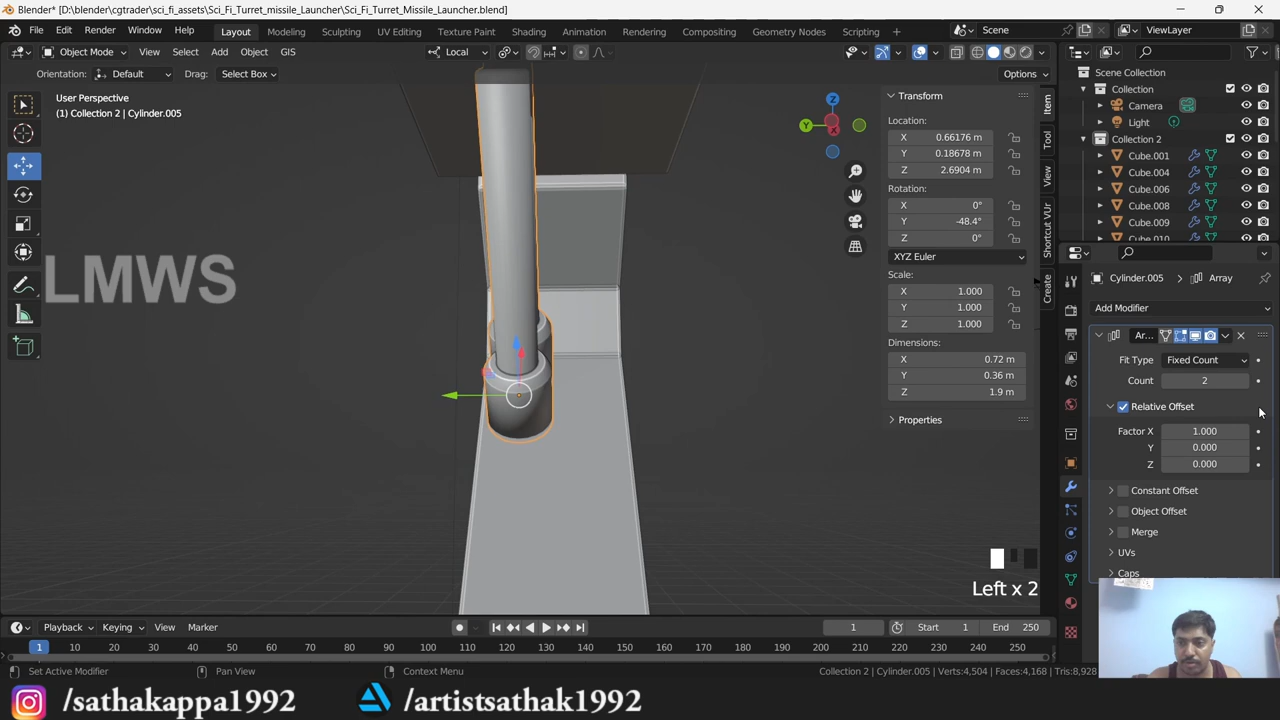 Blender* [D:\blender\cgtrader\sci_fi_assets\Sci_Fi_Turret_missile_Launcher\Sci_Fi_Turret_Missile_Launcher.blend]
File Edit Render Window Help Layout Modeling Sculpting UV Editing Texture Paint Shading Animation Rendering Compositing Geometry Nodes Scripting + Scene ViewLayer
Object Mode View Select Add Object GIS Local
Orientation: Default Drag: Select Box Options
User Perspective
(1) Collection 2 | Cylinder.005
LMWS
Z
Y
X
Transform
Location:
X 0.66176 m
Y 0.18678 m
Z 2.6904 m
Rotation:
X 0°
Y -48.4°
Z 0°
XYZ Euler
Scale:
X 1.000
Y 1.000
Z 1.000
Dimensions:
X 0.72 m
Y 0.36 m
Z 1.9 m
Properties
Item
Tool
View
Shortcut VUr
Create
Scene Collection
Collection
Camera
Light
Collection 2
Cube.001
Cube.004
Cube.006
Cube.008
Cube.009
Cube.010
Cylinder.005 > Array
Add Modifier
Ar...
Fit Type Fixed Count
Count 2
Relative Offset
Factor X 1.000
Y 0.000
Z 0.000
Constant Offset
Object Offset
Merge
UVs
Caps
Left x 2
Playback Keying View Marker 1 Start 1 End 250
1 10 20 30 40 50 60 70 80 90 100 110 120 130 140 150 160 170 180 190 200 210 220 230 240 250
Set Active Modifier Pan View Context Menu Collection 2 | Cylinder.005 | Verts:4,504 | Faces:4,168 | Tris:8,928
/sathakappa1992 /artistsathak1992